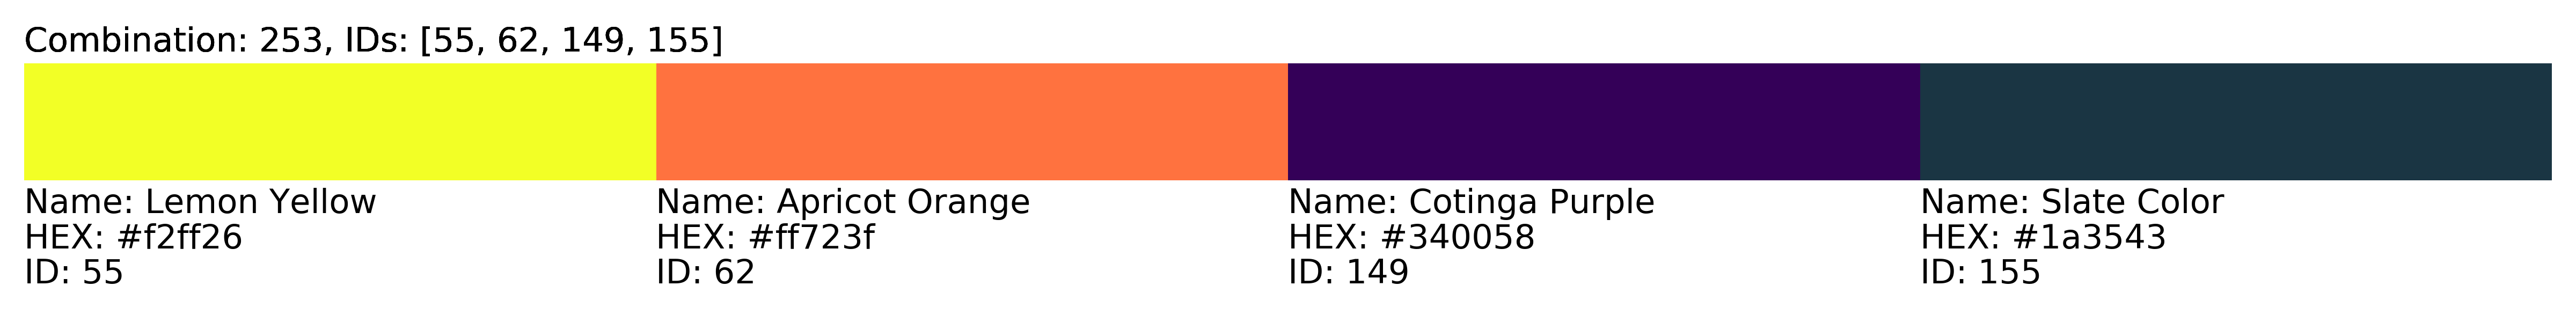 Combination: 253, IDs: [55, 62, 149, 155]
Name: Lemon Yellow
HEX: #f2ff26
ID: 55
Name: Apricot Orange
HEX: #ff723f
ID: 62
Name: Cotinga Purple
HEX: #340058
ID: 149
Name: Slate Color
HEX: #1a3543
ID: 155